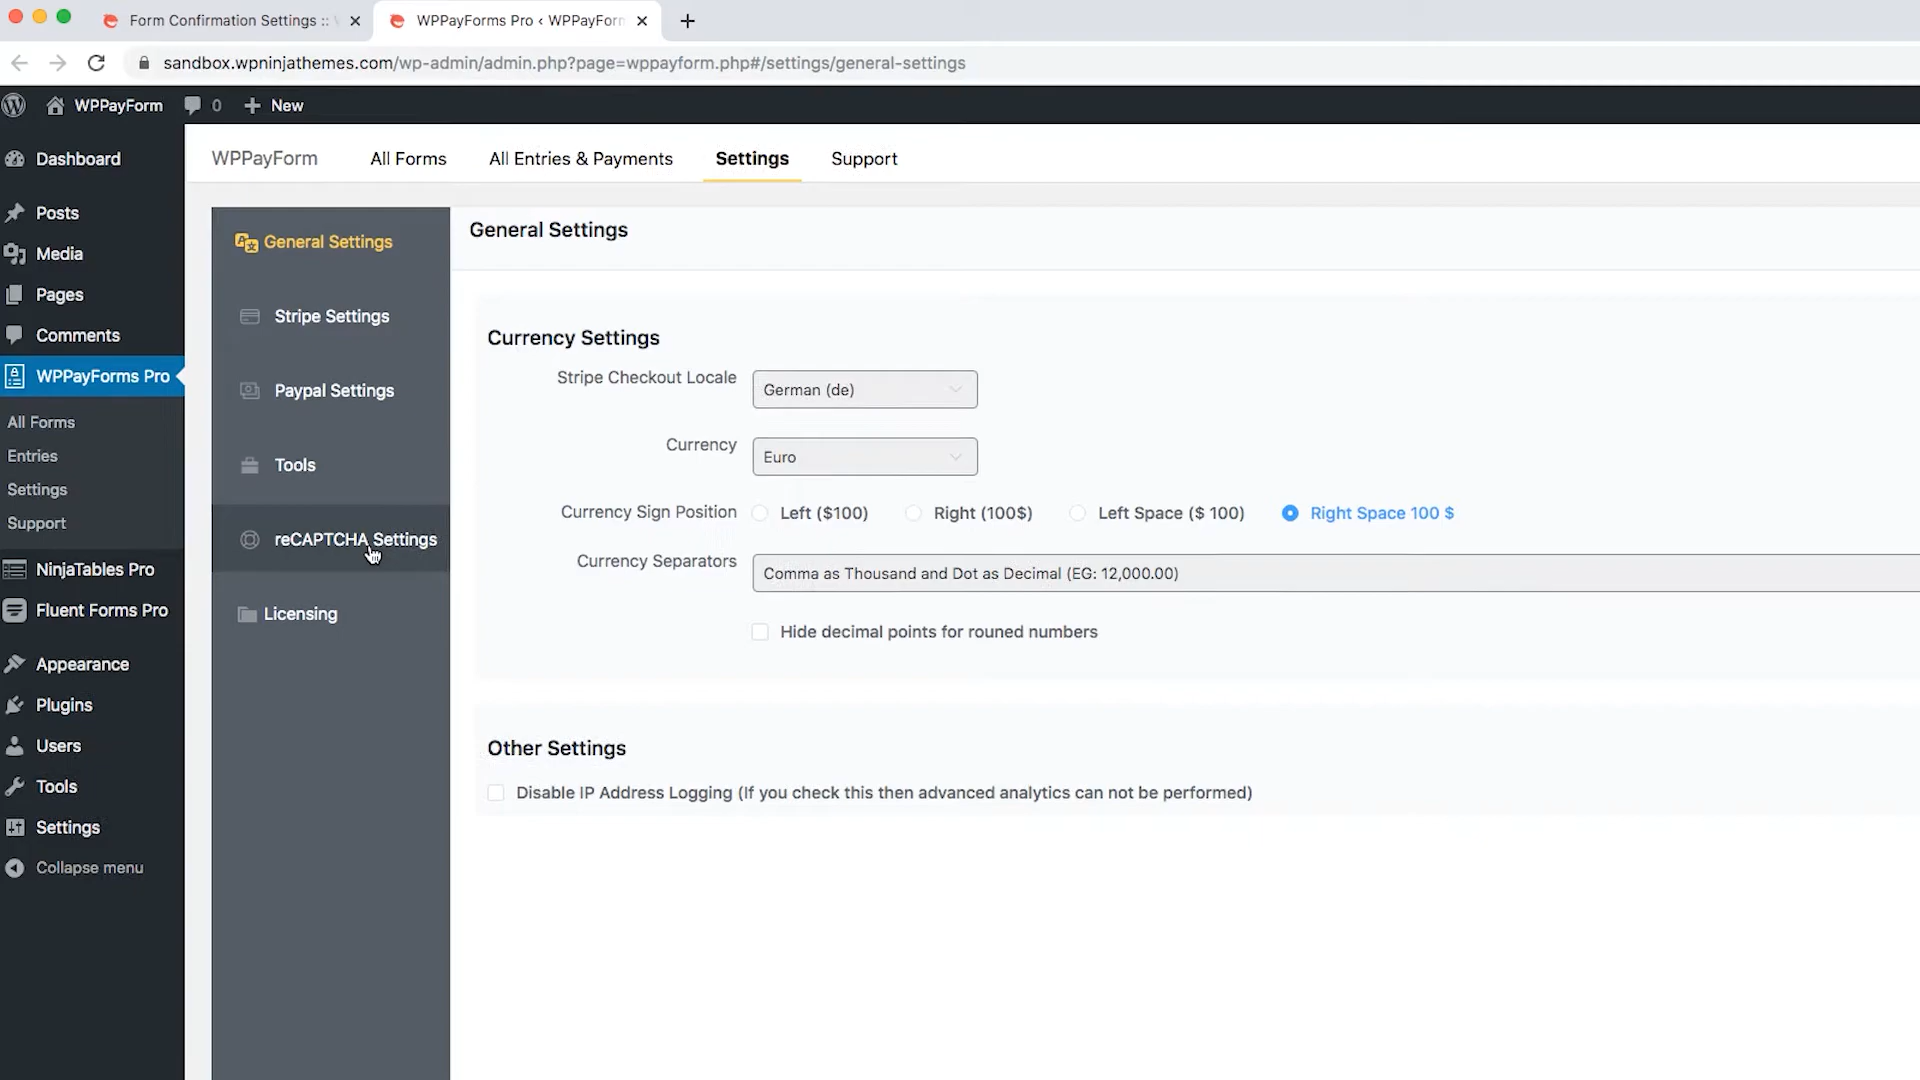 Form Confirmation Settings ::
WPPayForms Pro ‹ WPPayForm
sandbox.wpninjathemes.com/wp-admin/admin.php?page=wppayform.php#/settings/general-settings
WPPayForm
0
New
Dashboard
Posts
Media
Pages
Comments
WPPayForms Pro
All Forms
Entries
Settings
Support
NinjaTables Pro
Fluent Forms Pro
Appearance
Plugins
Users
Tools
Settings
Collapse menu
WPPayForm
All Forms
All Entries & Payments
Settings
Support
General Settings
Stripe Settings
Paypal Settings
Tools
reCAPTCHA Settings
Licensing
General Settings
Currency Settings
Stripe Checkout Locale
German (de)
Currency
Euro
Currency Sign Position
Left ($100)
Right (100$)
Left Space ($ 100)
Right Space 100 $
Currency Separators
Comma as Thousand and Dot as Decimal (EG: 12,000.00)
Hide decimal points for rouned numbers
Other Settings
Disable IP Address Logging (If you check this then advanced analytics can not be performed)